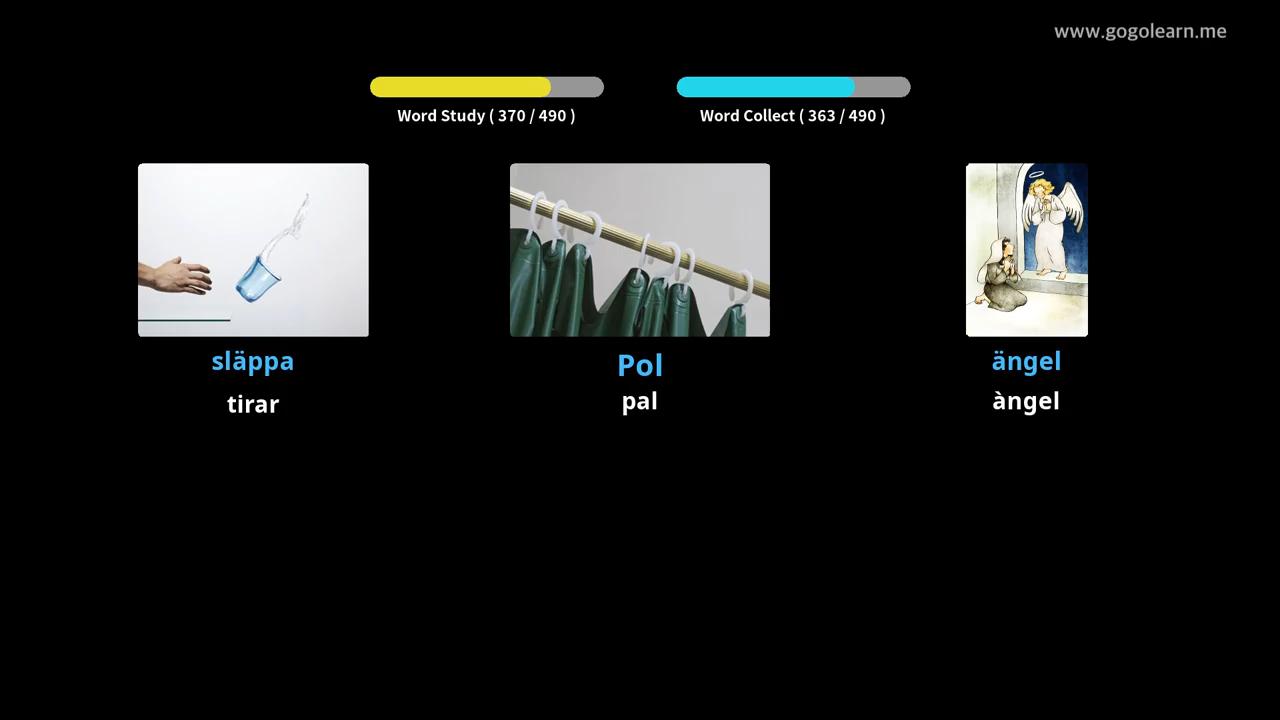 www.gogolearn.me
Word Study ( 370 / 490 )
Word Collect ( 363 / 490 )
släppa
Pol
ängel
tirar
pal
àngel